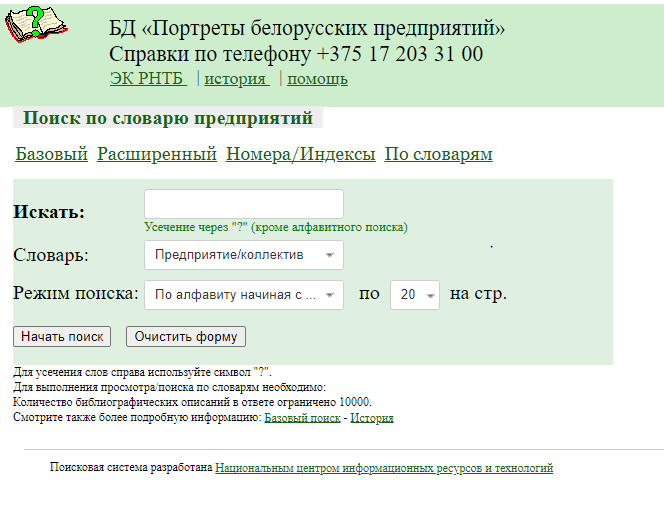 БД «Портреты белорусских предприятий»
Справки по телефону +375 17 203 31 00
ЭК РНТБ | история | помощь
Поиск по словарю предприятий
Базовый Расширенный Номера/Индексы По словарям
Искать:
Усечение через "?" (кроме алфавитного поиска)
Словарь: Предприятие/коллектив
Режим поиска: По алфавиту начиная с ... по 20 на стр.
Начать поиск Очистить форму
Для усечения слов справа используйте символ "?".
Для выполнения просмотра/поиска по словарям необходимо:
Количество библиографических описаний в ответе ограничено 10000.
Смотрите также более подробную информацию: Базовый поиск - История
Поисковая система разработана Национальным центром информационных ресурсов и технологий